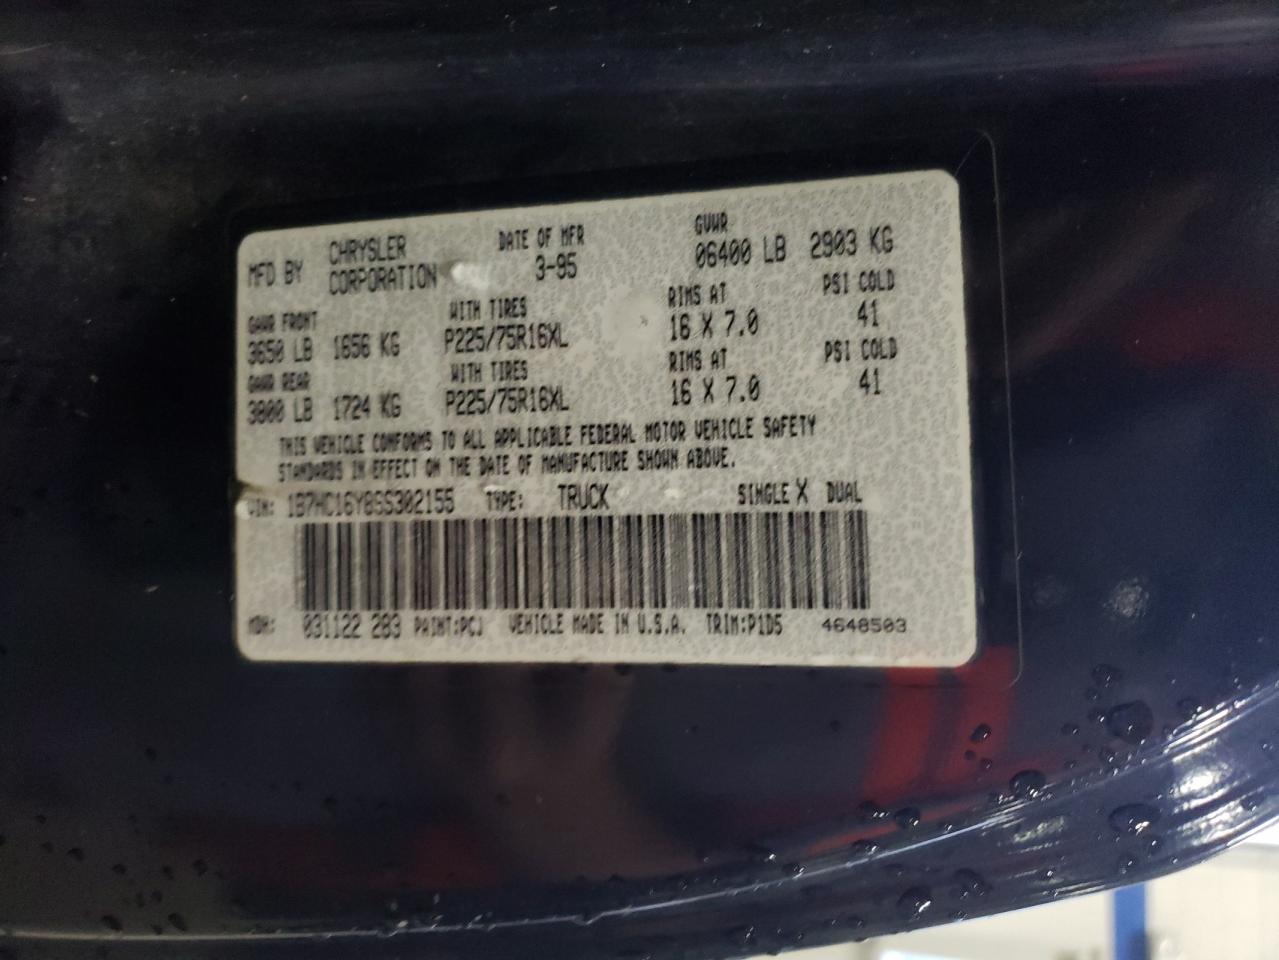 MFD BY CHRYSLER CORPORATION DATE OF MFR 3-95 GVWR 06400 LB 2903 KG
GAWR FRONT WITH TIRES RIMS AT PSI COLD
3650 LB 1656 KG P225/75R16XL 16 X 7.0 41
GAWR REAR WITH TIRES RIMS AT PSI COLD
3800 LB 1724 KG P225/75R16XL 16 X 7.0 41
THIS VEHICLE CONFORMS TO ALL APPLICABLE FEDERAL MOTOR VEHICLE SAFETY
STANDARDS IN EFFECT ON THE DATE OF MANUFACTURE SHOWN ABOVE.
VIN: 1B7HC16Y8SS302155 TYPE: TRUCK SINGLE X DUAL
MDH: 031122 283 PAINT:PCJ VEHICLE MADE IN U.S.A. TRIM:P1D5 4648503